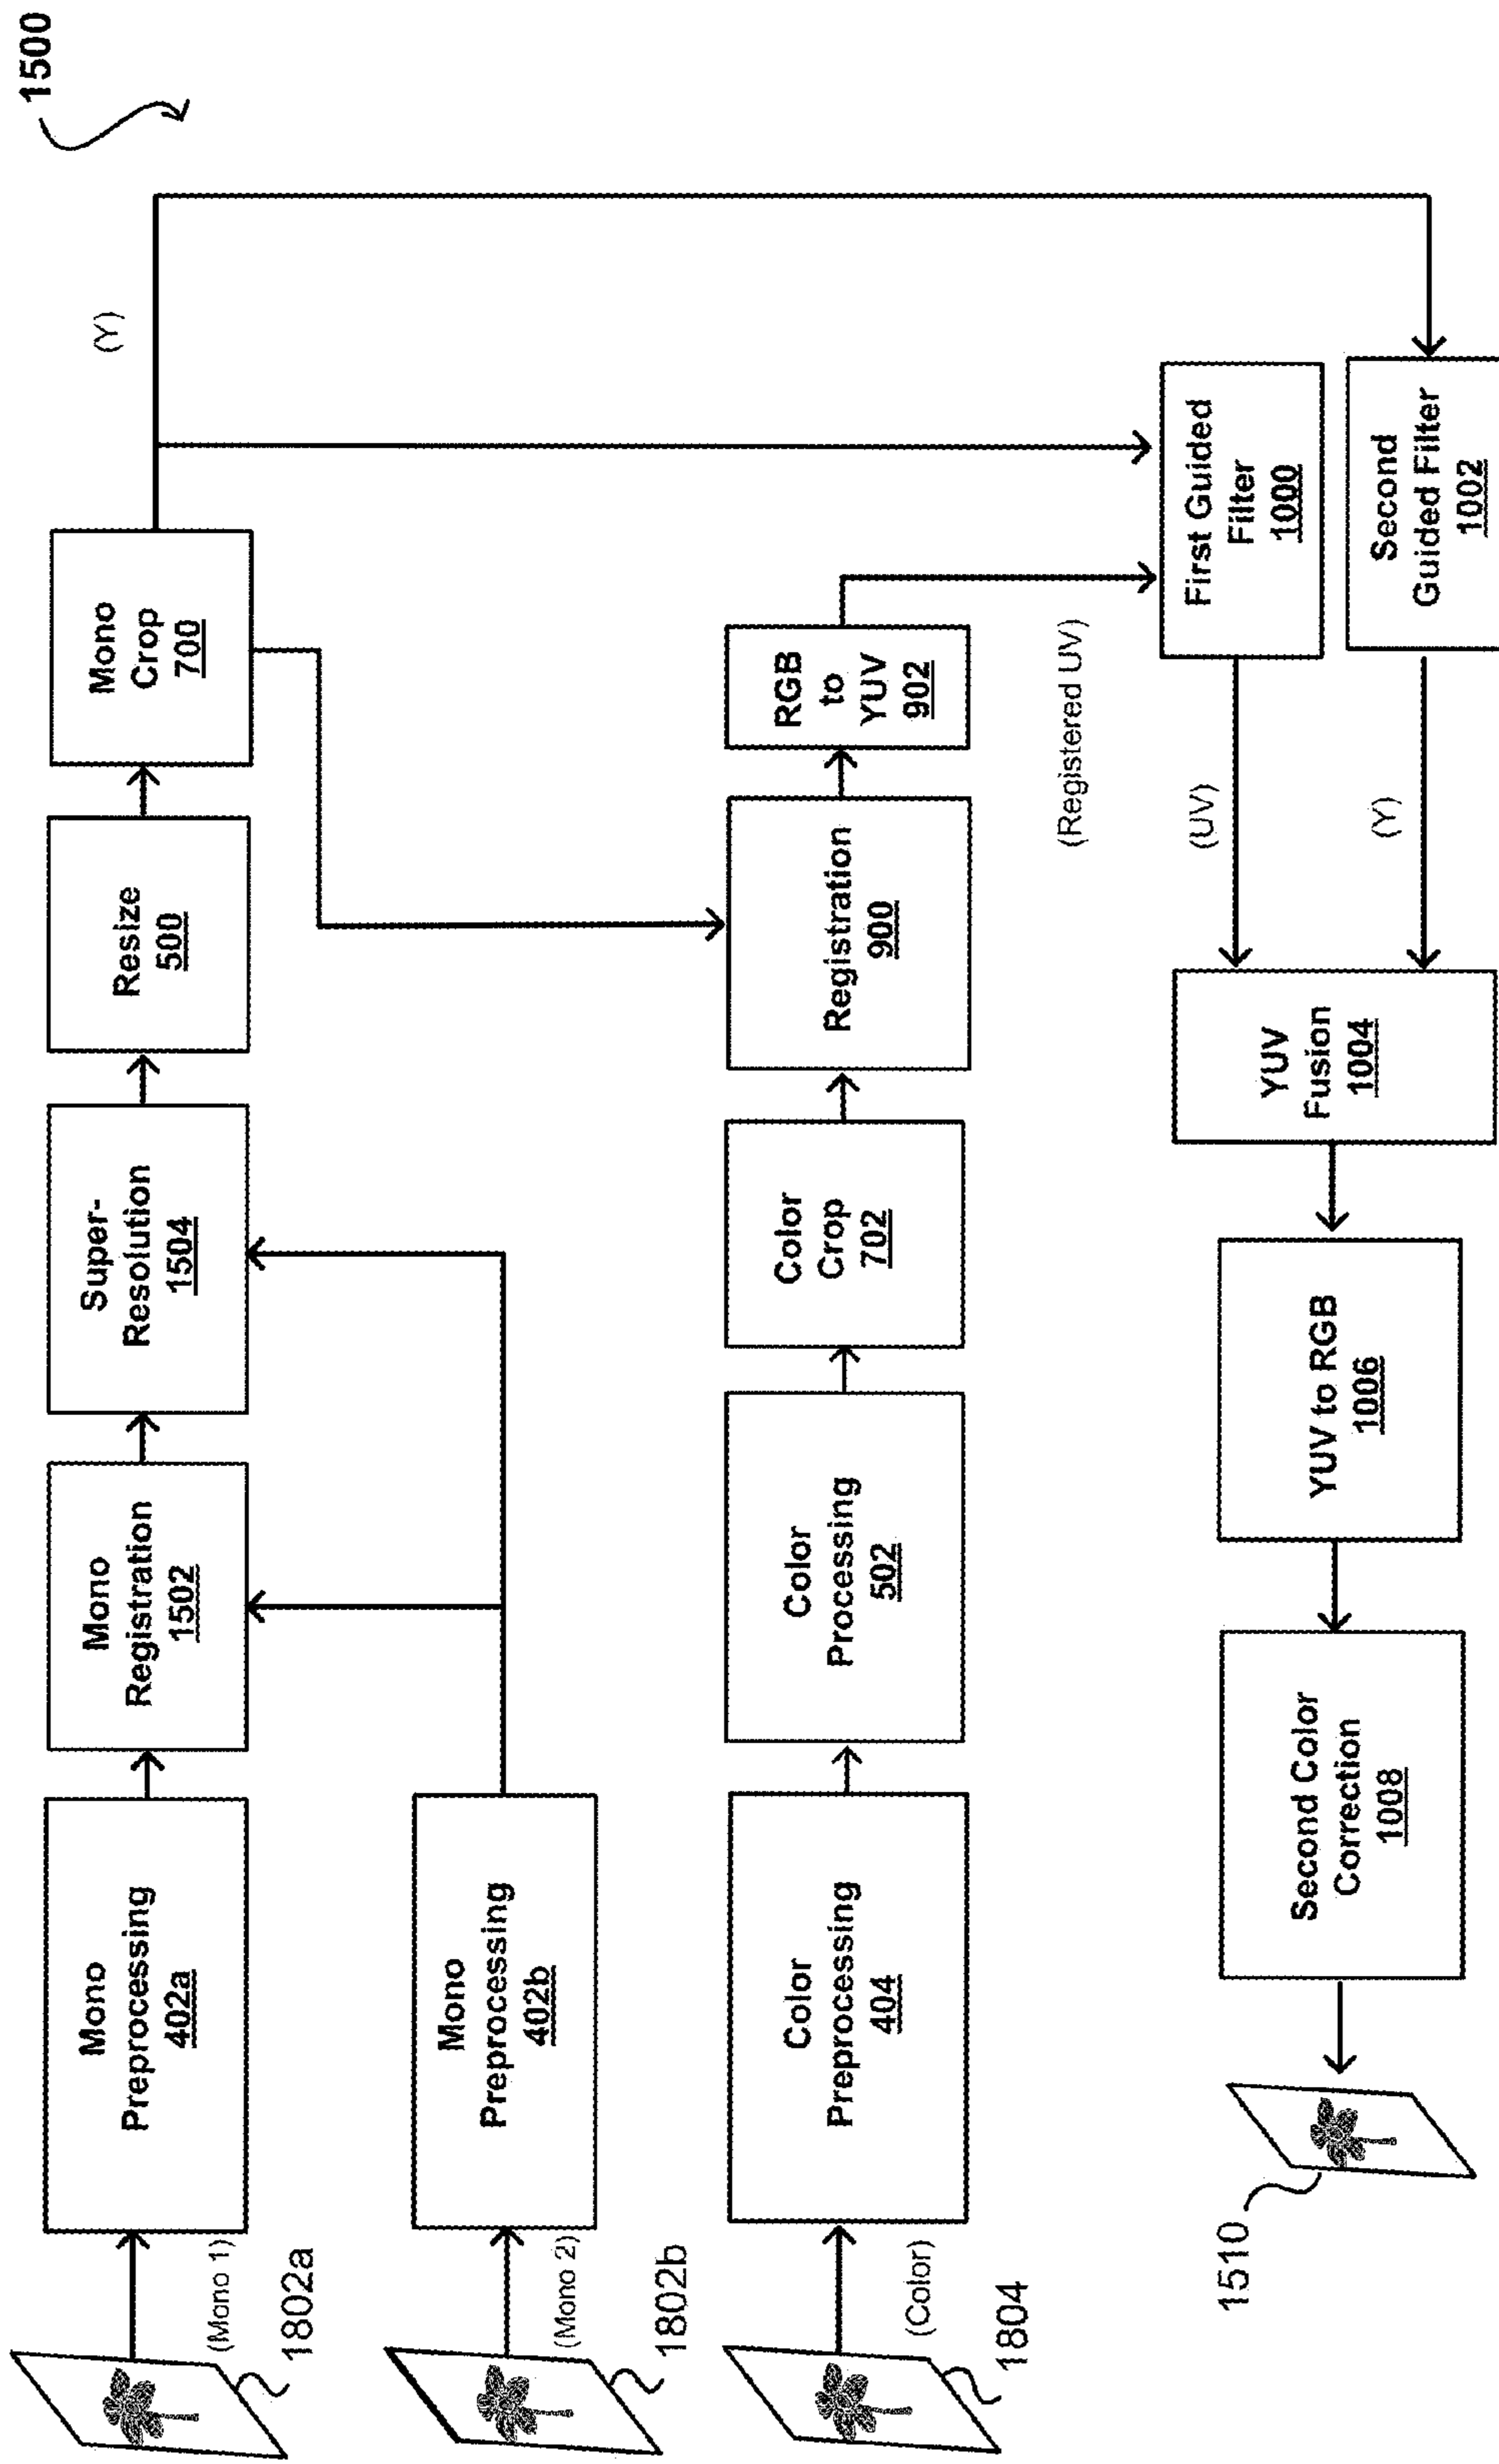 1500
Mono
Preprocessing
402a
Mono
Registration
1502
Super-
Resolution
1504
Resize
500
Mono
Crop
700
(Y)
(Mono 1)
1802a
Mono
Preprocessing
402b
(Mono 2)
1802b
Color
Preprocessing
404
Color
Processing
502
Color
Crop
702
Registration
900
RGB
to
YUV
902
(Color)
1804
(Registered UV)
First Guided
Filter
1000
(UV)
Second
Guided Filter
1002
(Y)
YUV
Fusion
1004
YUV to RGB
1006
Second Color
Correction
1008
1510